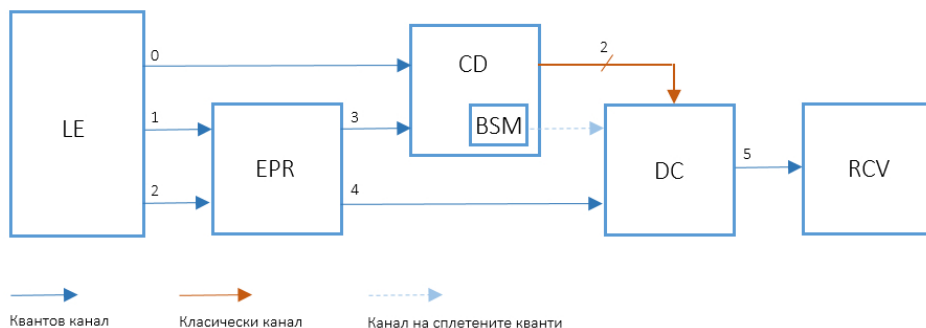 0
2
CD
LE
1
3
BSM
EPR
DC
5
RCV
2
4
Квантов канал
Класически канал
Канал на сплетените кванти